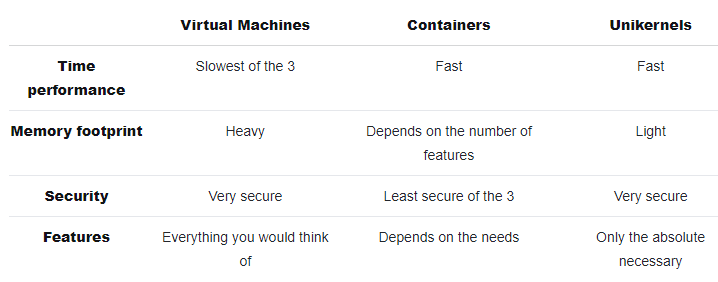 Virtual Machines Containers Unikernels
Time performance Slowest of the 3 Fast Fast
Memory footprint Heavy Depends on the number of features Light
Security Very secure Least secure of the 3 Very secure
Features Everything you would think of Depends on the needs Only the absolute necessary